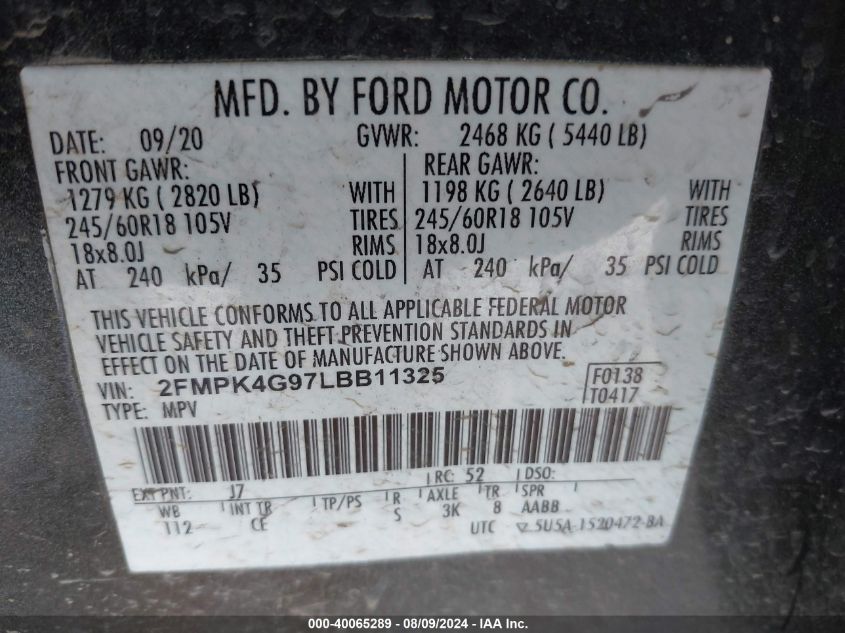 MFD. BY FORD MOTOR CO.
DATE: 09/20 GVWR: 2468 KG ( 5440 LB)
FRONT GAWR: REAR GAWR:
1279 KG ( 2820 LB) WITH 1198 KG ( 2640 LB) WITH
245/60R18 105V TIRES 245/60R18 105V TIRES
18x8.0J RIMS 18x8.0J RIMS
AT 240 kPa/ 35 PSI COLD AT 240 kPa/ 35 PSI COLD
THIS VEHICLE CONFORMS TO ALL APPLICABLE FEDERAL MOTOR
VEHICLE SAFETY AND THEFT PREVENTION STANDARDS IN
EFFECT ON THE DATE OF MANUFACTURE SHOWN ABOVE.
VIN: 2FMPK4G97LBB11325 F0138
TYPE: MPV T0417
RC: 52 DSO:
EXT PNT: J7
WB INT TR TP/PS R AXLE TR SPR
112 CE S 3K 8 AABB
UTC 5U5A-1520472-BA
000-40065289 - 08/09/2024 - IAA Inc.